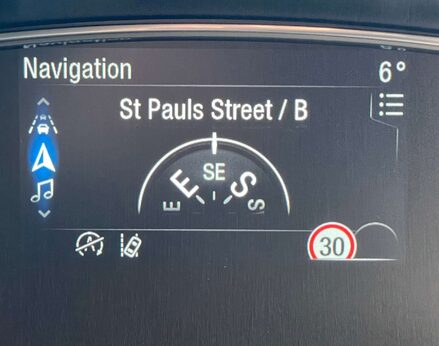 Navigation 6°
St Pauls Street / B
SE
E S
E S
A
30